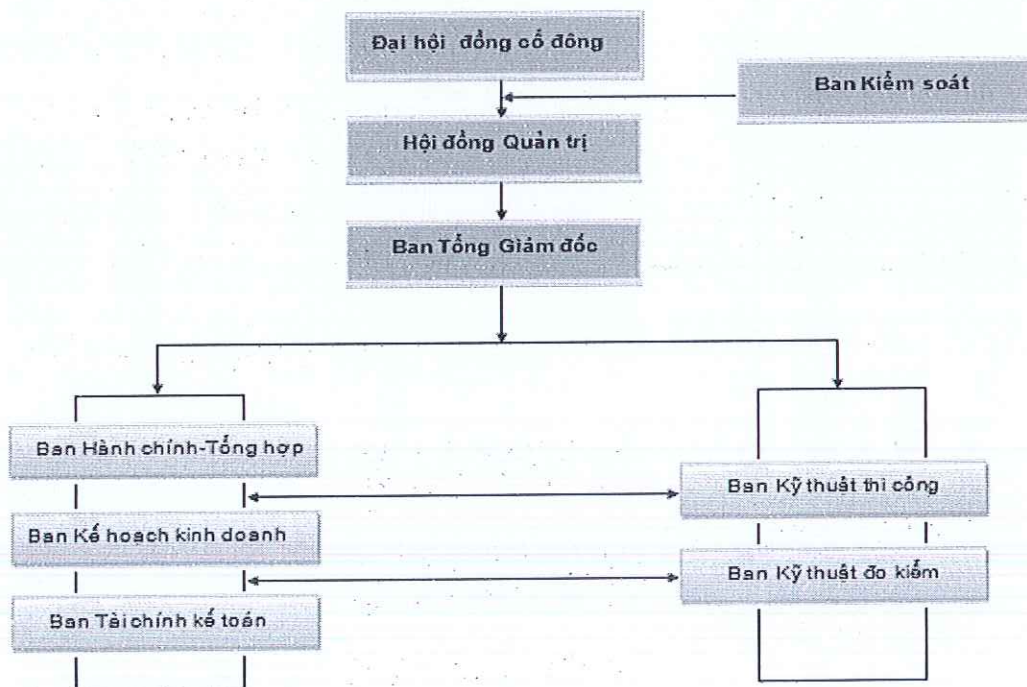 Đại hội đồng cổ đông
Ban Kiểm soát
Hội đồng Quản trị
Ban Tổng Giám đốc
Ban Hành chính-Tổng hợp
Ban Kế hoạch kinh doanh
Ban Tài chính kế toán
Ban Kỹ thuật thi công
Ban Kỹ thuật đo kiểm